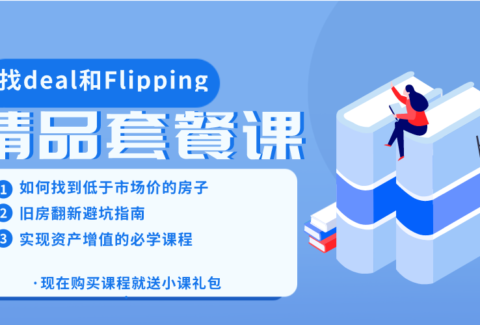 找deal和Flipping
精品套餐课
1 如何找到低于市场价的房子
2 旧房翻新避坑指南
3 实现资产增值的必学课程
·现在购买课程就送小课礼包